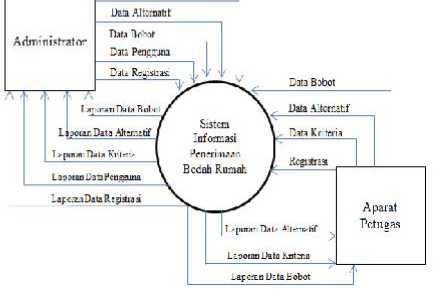 Data Alternatif
Administrator
Data Bobot
Data Pengguna
Data Registrasi
Data Bobot
Laporan Data Bobot
Data Alternatif
Sistem
Informasi
Penerimaan
Bedah Rumah
Laporan Data Alternatif
Data Kriteria
Laporan Data Kriteria
Registrasi
Laporan Data Pengguna
Laporan Data Registrasi
Aparat
Petugas
Laporan Data Alternatif
Laporan Data Kriteria
Laporan Data Bobot